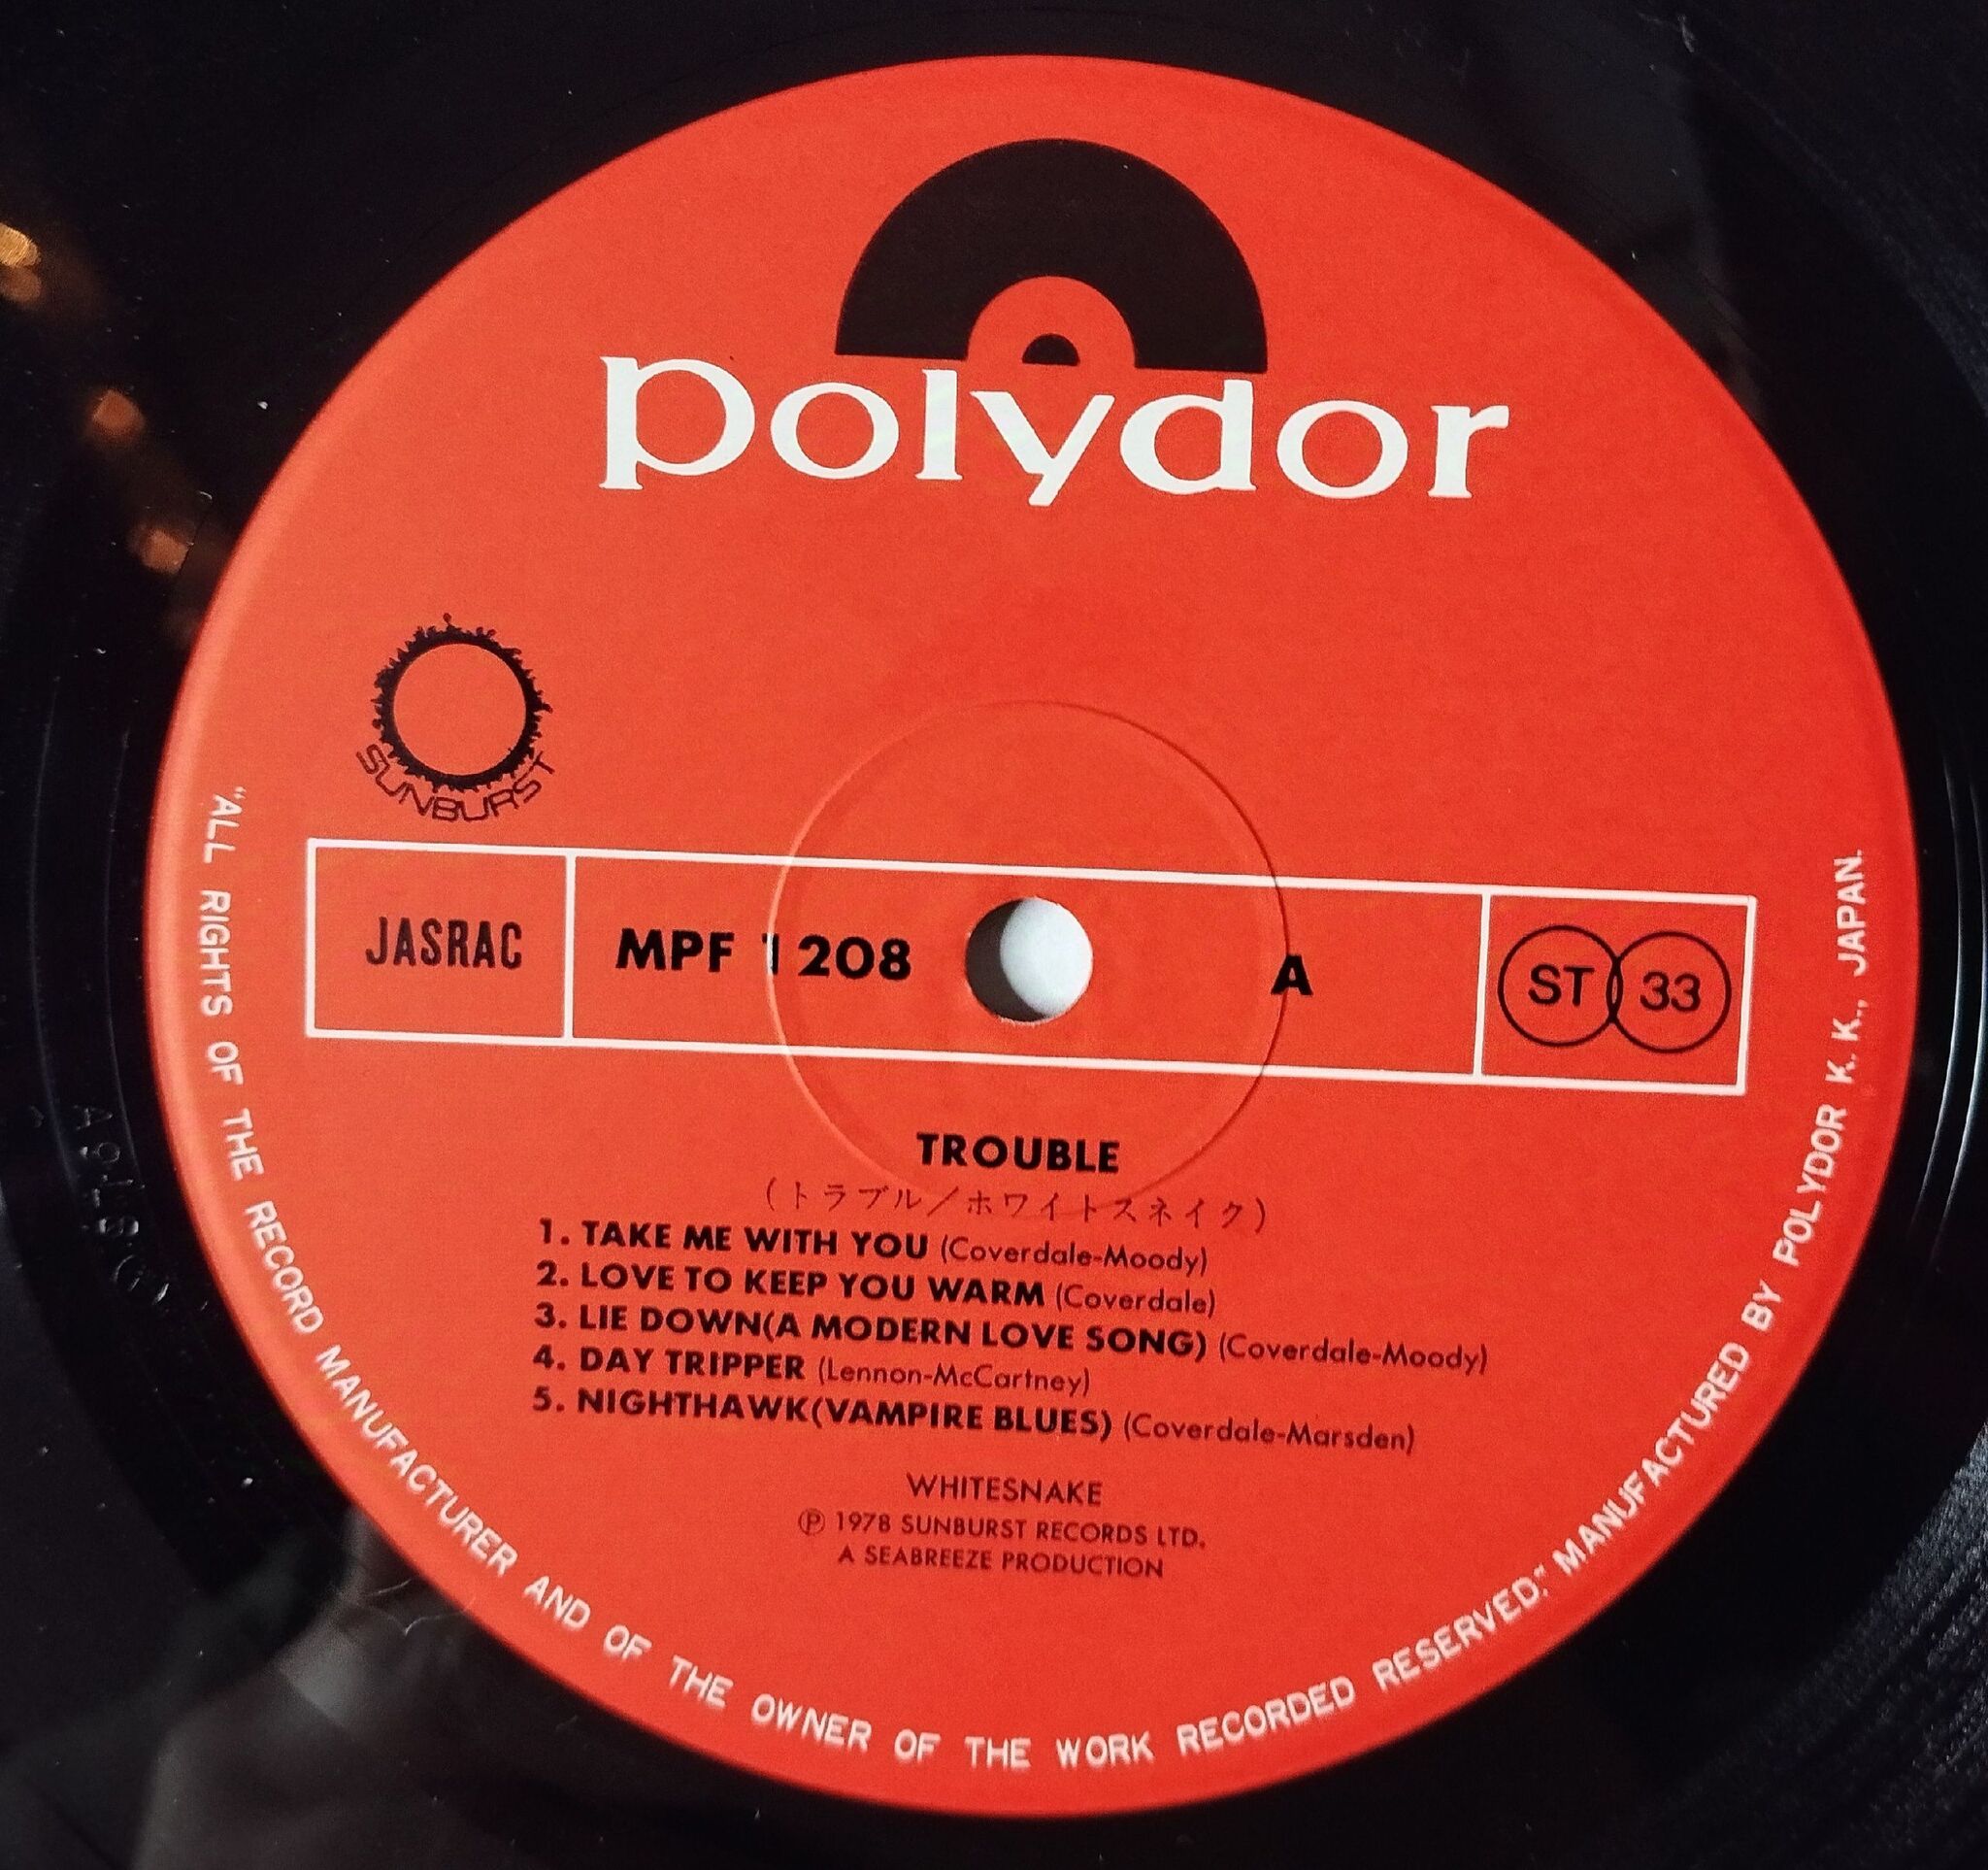 polydor
SUNBURST
JASRAC
MPF 1208
A
ST 33
TROUBLE
(トラブル/ホワイトスネイク)
1. TAKE ME WITH YOU (Coverdale-Moody)
2. LOVE TO KEEP YOU WARM (Coverdale)
3. LIE DOWN(A MODERN LOVE SONG) (Coverdale-Moody)
4. DAY TRIPPER (Lennon-McCartney)
5. NIGHTHAWK(VAMPIRE BLUES) (Coverdale-Marsden)
WHITESNAKE
Ⓟ 1978 SUNBURST RECORDS LTD.
A SEABREEZE PRODUCTION
"ALL RIGHTS OF THE RECORD MANUFACTURER AND OF THE OWNER OF THE WORK RECORDED RESERVED." MANUFACTURED BY POLYDOR K. K., JAPAN.